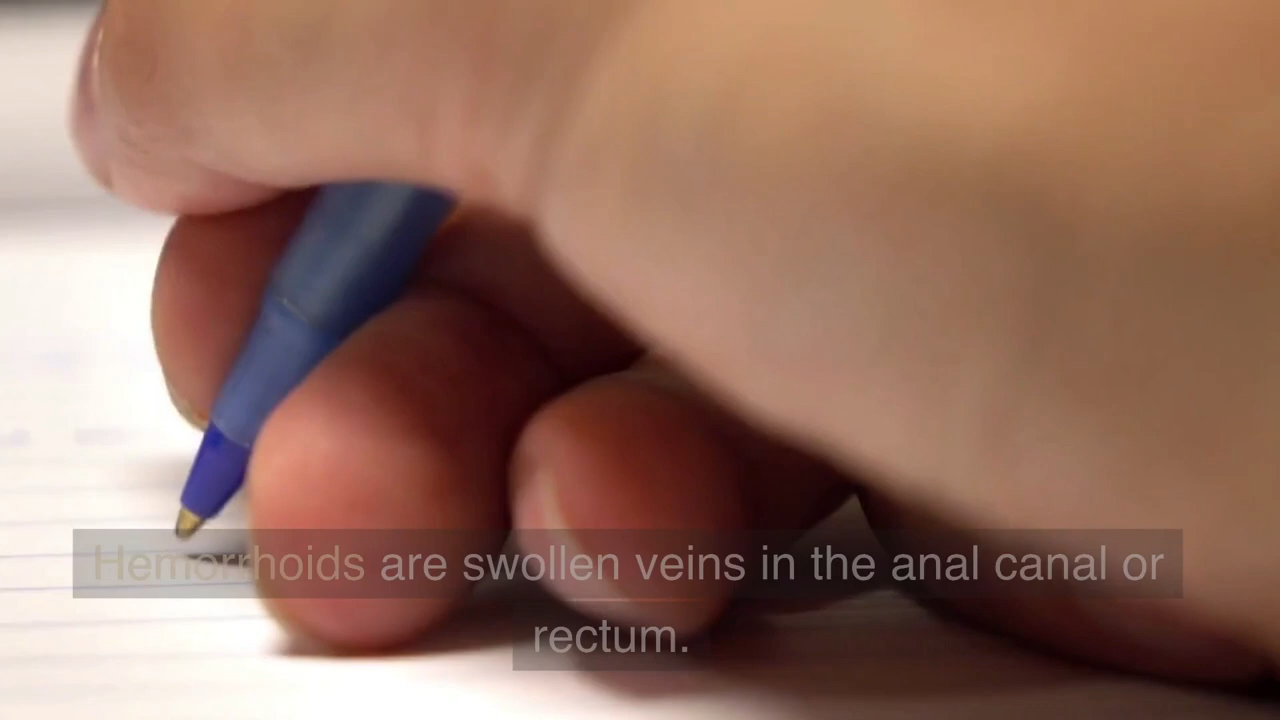 Hemorrhoids are swollen veins in the anal canal or
rectum.